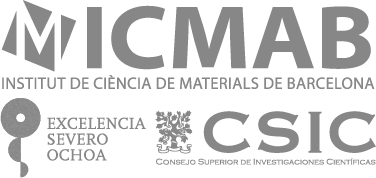 ICMAB
INSTITUT DE CIÈNCIA DE MATERIALS DE BARCELONA
EXCELENCIA
SEVERO
OCHOA
CSIC
CONSEJO SUPERIOR DE INVESTIGACIONES CIENTÍFICAS